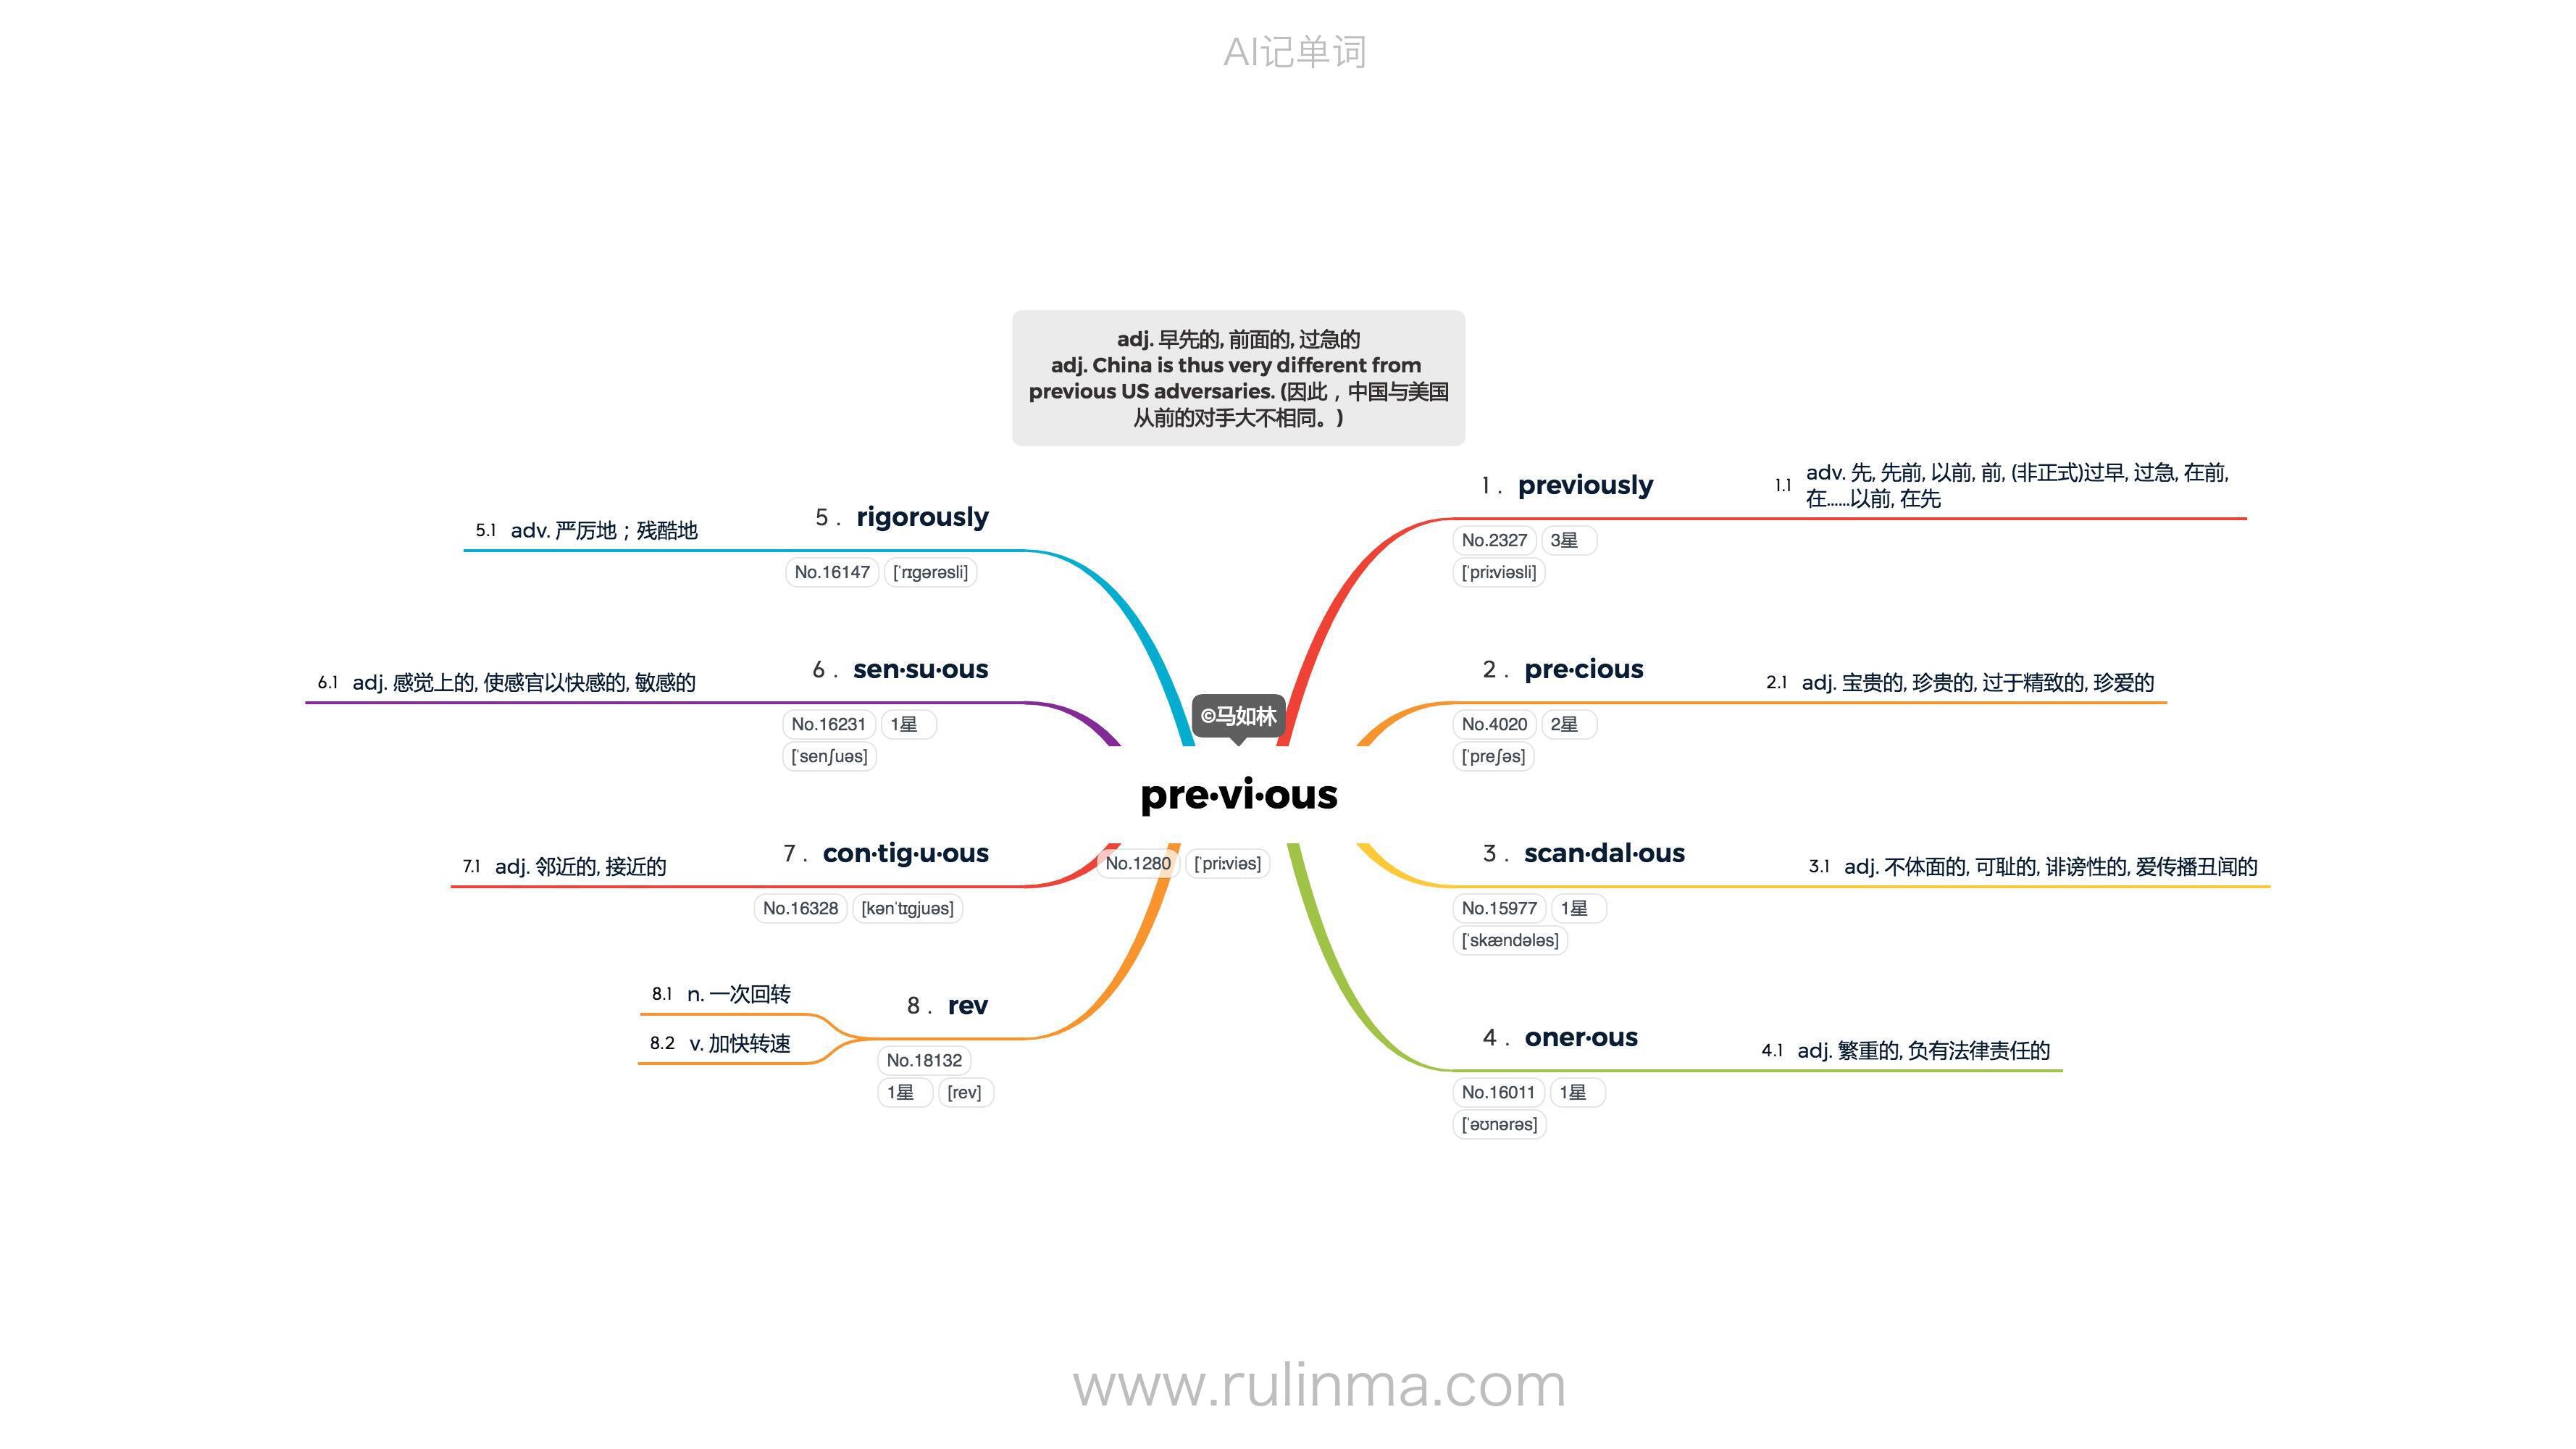 AI记单词
adj. 早先的, 前面的, 过急的
adj. China is thus very different from
previous US adversaries. (因此，中国与美国
从前的对手大不相同。)
©马如林
pre·vi·ous
No.1280 [ˈpriːviəs]
1. previously
No.2327 3星
[ˈpriːviəsli]
1.1 adv. 先, 先前, 以前, 前, (非正式)过早, 过急, 在前,
在……以前, 在先
2. pre·cious
No.4020 2星
[ˈpreʃəs]
2.1 adj. 宝贵的, 珍贵的, 过于精致的, 珍爱的
3. scan·dal·ous
No.15977 1星
[ˈskændələs]
3.1 adj. 不体面的, 可耻的, 诽谤性的, 爱传播丑闻的
4. oner·ous
No.16011 1星
[ˈəʊnərəs]
4.1 adj. 繁重的, 负有法律责任的
5. rigorously
No.16147 [ˈrɪgərəsli]
5.1 adv. 严厉地；残酷地
6. sen·su·ous
No.16231 1星
[ˈsenʃuəs]
6.1 adj. 感觉上的, 使感官以快感的, 敏感的
7. con·tig·u·ous
No.16328 [kənˈtɪgjuəs]
7.1 adj. 邻近的, 接近的
8. rev
No.18132
1星 [rev]
8.1 n. 一次回转
8.2 v. 加快转速
www.rulinma.com